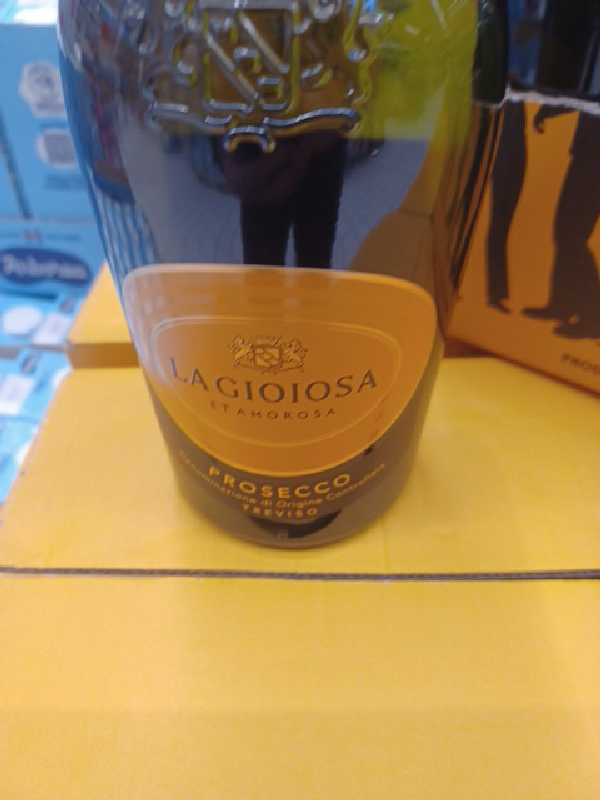 LA GIOIOSA
ET AMOROSA
PROSECCO
Denominazione di Origine Controllata
TREVISO